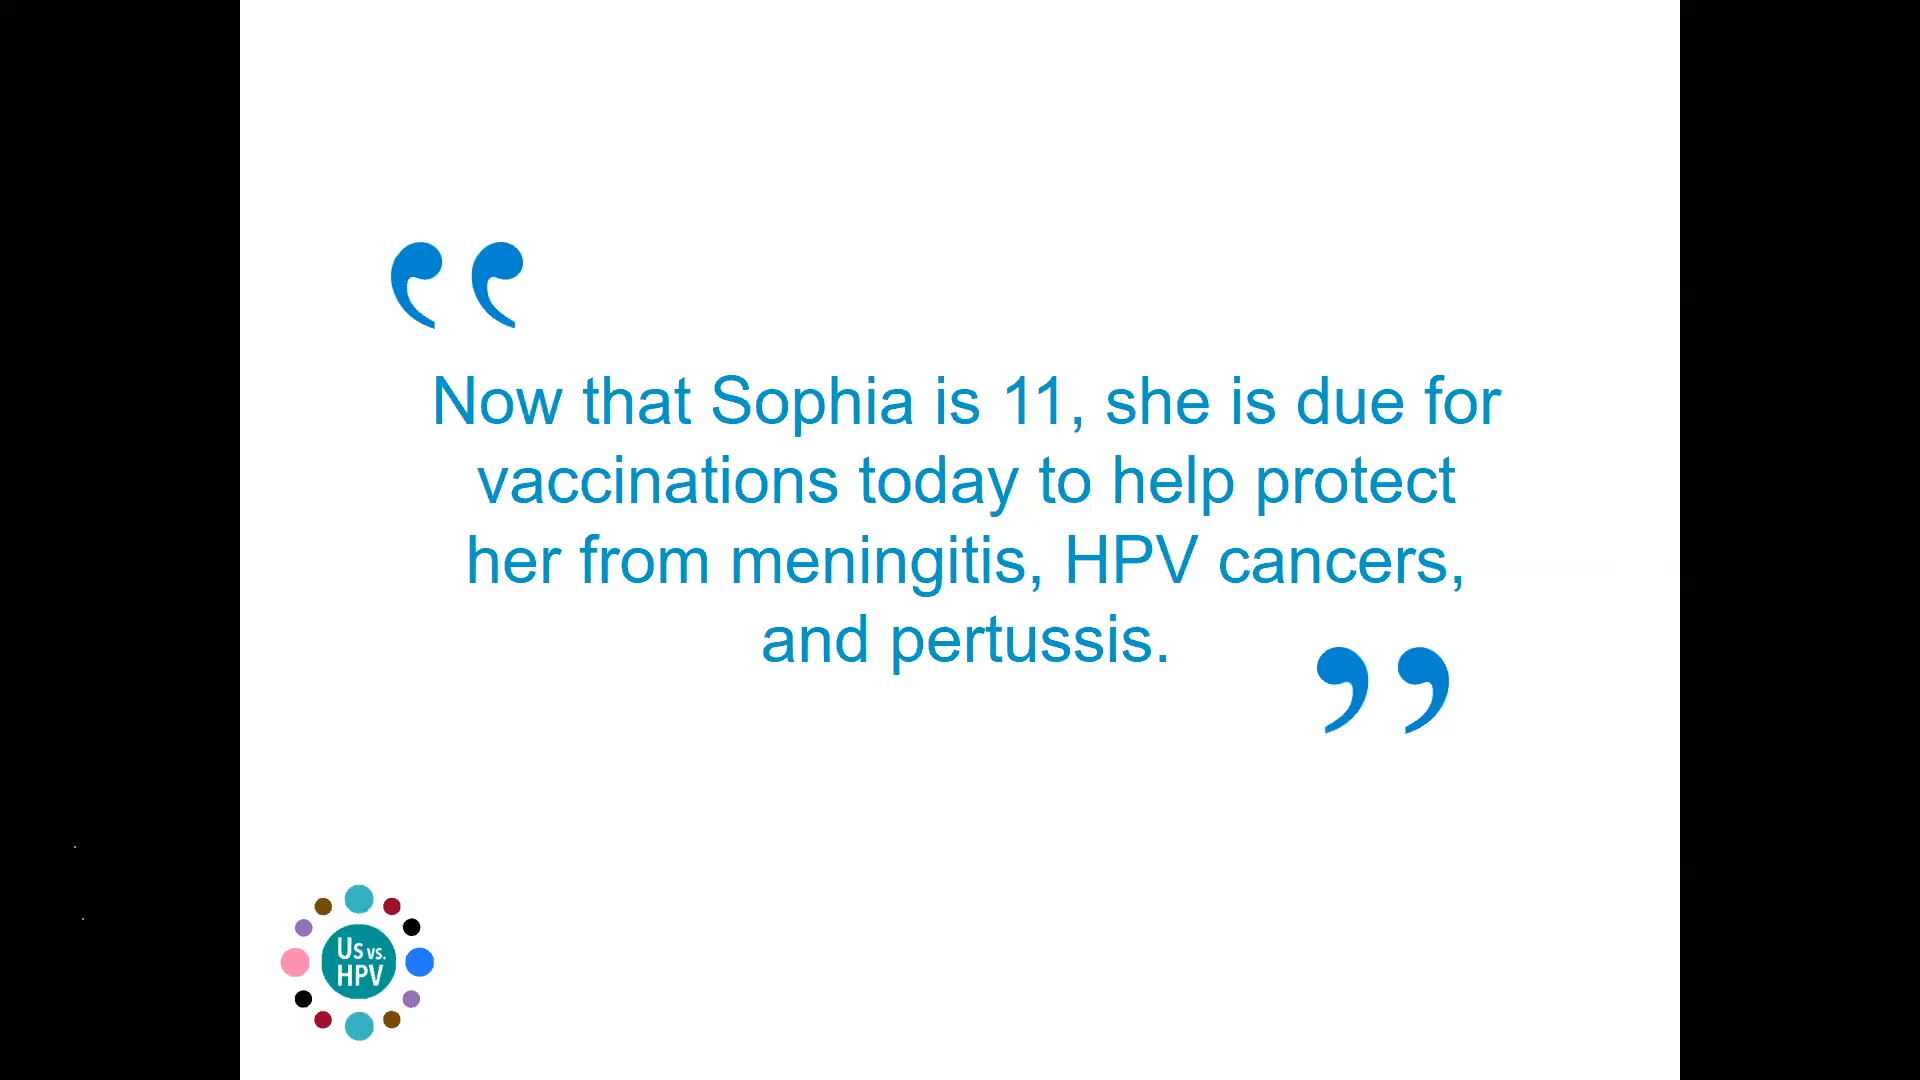 “
Now that Sophia is 11, she is due for
vaccinations today to help protect
her from meningitis, HPV cancers,
and pertussis.
”
Us vs.
HPV